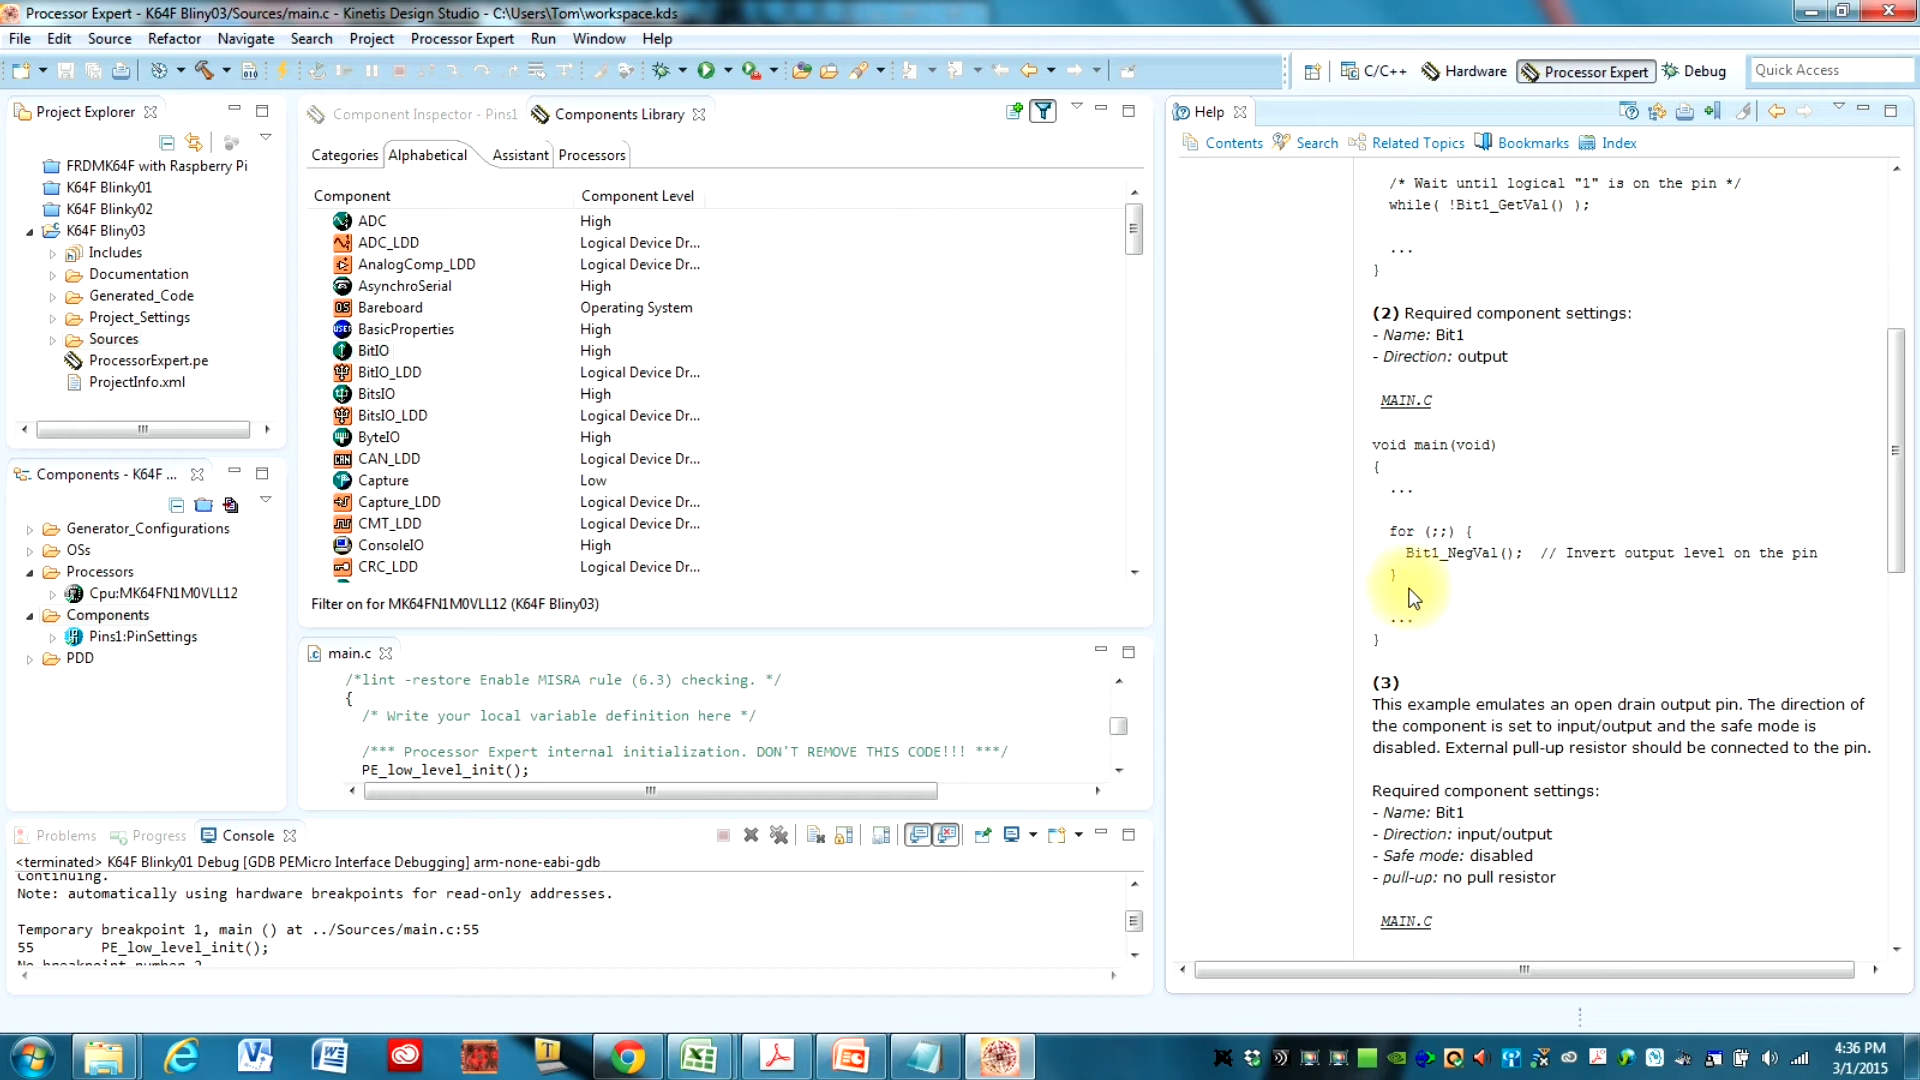 Processor Expert - K64F Bliny03/Sources/main.c - Kinetis Design Studio - C:\Users\Tom\workspace.kds
File Edit Source Refactor Navigate Search Project Processor Expert Run Window Help
C/C++ Hardware Processor Expert Debug Quick Access
Project Explorer
FRDMK64F with Raspberry Pi
K64F Blinky01
K64F Blinky02
K64F Bliny03
Includes
Documentation
Generated_Code
Project_Settings
Sources
ProcessorExpert.pe
ProjectInfo.xml
Components - K64F ...
Generator_Configurations
OSs
Processors
Cpu:MK64FN1M0VLL12
Components
Pins1:PinSettings
PDD
Component Inspector - Pins1 Components Library
Categories Alphabetical Assistant Processors
Component Component Level
ADC High
ADC_LDD Logical Device Dr...
AnalogComp_LDD Logical Device Dr...
AsynchroSerial High
Bareboard Operating System
BasicProperties High
BitIO High
BitIO_LDD Logical Device Dr...
BitsIO High
BitsIO_LDD Logical Device Dr...
ByteIO High
CAN_LDD Logical Device Dr...
Capture Low
Capture_LDD Logical Device Dr...
CMT_LDD Logical Device Dr...
ConsoleIO High
CRC_LDD Logical Device Dr...
Filter on for MK64FN1M0VLL12 (K64F Bliny03)
main.c
/*lint -restore Enable MISRA rule (6.3) checking. */
{
/* Write your local variable definition here */
/*** Processor Expert internal initialization. DON'T REMOVE THIS CODE!!! ***/
PE_low_level_init();
Problems Progress Console
<terminated> K64F Blinky01 Debug [GDB PEMicro Interface Debugging] arm-none-eabi-gdb
Continuing.
Note: automatically using hardware breakpoints for read-only addresses.
Temporary breakpoint 1, main () at ../Sources/main.c:55
55 PE_low_level_init();
No breakpoint number 2
Help
Contents Search Related Topics Bookmarks Index
/* Wait until logical "1" is on the pin */
while( !Bit1_GetVal() );
...
}
(2) Required component settings:
- Name: Bit1
- Direction: output
MAIN.C
void main(void)
{
...
for (;;) {
Bit1_NegVal(); // Invert output level on the pin
}
...
}
(3)
This example emulates an open drain output pin. The direction of
the component is set to input/output and the safe mode is
disabled. External pull-up resistor should be connected to the pin.
Required component settings:
- Name: Bit1
- Direction: input/output
- Safe mode: disabled
- pull-up: no pull resistor
MAIN.C
4:36 PM
3/1/2015